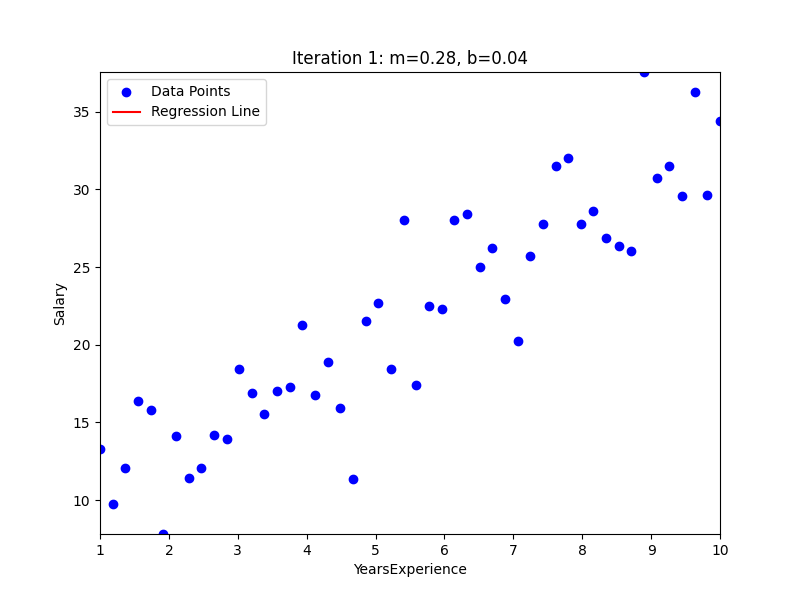 Iteration 1: m=0.28, b=0.04
Data Points
Regression Line
35
30
25
20
15
10
Salary
1 2 3 4 5 6 7 8 9 10
YearsExperience